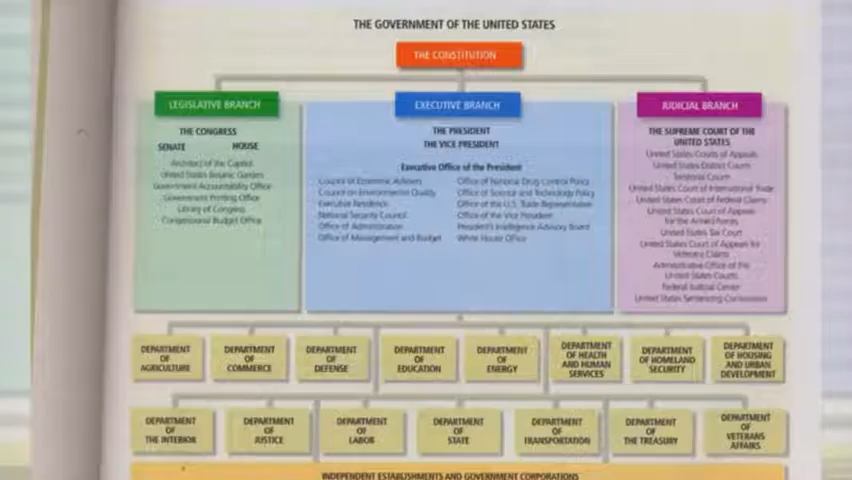 THE GOVERNMENT OF THE UNITED STATES
THE CONSTITUTION
LEGISLATIVE BRANCH
THE CONGRESS
SENATE HOUSE
Architect of the Capitol
United States Botanic Garden
Government Accountability Office
Government Printing Office
Library of Congress
Congressional Budget Office
EXECUTIVE BRANCH
THE PRESIDENT
THE VICE PRESIDENT
Executive Office of the President
Council of Economic Advisers
Council on Environmental Quality
Executive Residence
National Security Council
Office of Administration
Office of Management and Budget
Office of National Drug Control Policy
Office of Science and Technology Policy
Office of the U.S. Trade Representative
Office of the Vice President
President's Intelligence Advisory Board
White House Office
JUDICIAL BRANCH
THE SUPREME COURT OF THE
UNITED STATES
United States Courts of Appeals
United States District Courts
Territorial Courts
United States Court of International Trade
United States Court of Federal Claims
United States Court of Appeals
for the Armed Forces
United States Tax Court
United States Court of Appeals for
Veterans Claims
Administrative Office of the
United States Courts
Federal Judicial Center
United States Sentencing Commission
DEPARTMENT
OF
AGRICULTURE
DEPARTMENT
OF
COMMERCE
DEPARTMENT
OF
DEFENSE
DEPARTMENT
OF
EDUCATION
DEPARTMENT
OF
ENERGY
DEPARTMENT
OF HEALTH
AND HUMAN
SERVICES
DEPARTMENT
OF HOMELAND
SECURITY
DEPARTMENT
OF HOUSING
AND URBAN
DEVELOPMENT
DEPARTMENT
OF
THE INTERIOR
DEPARTMENT
OF
JUSTICE
DEPARTMENT
OF
LABOR
DEPARTMENT
OF
STATE
DEPARTMENT
OF
TRANSPORTATION
DEPARTMENT
OF
THE TREASURY
DEPARTMENT
OF
VETERANS
AFFAIRS
INDEPENDENT ESTABLISHMENTS AND GOVERNMENT CORPORATIONS